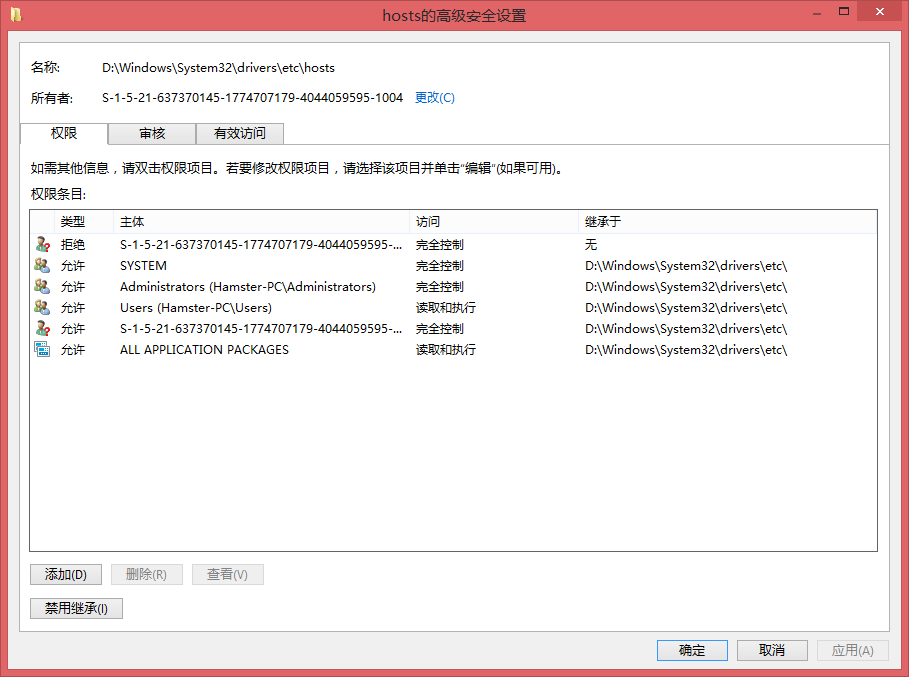 hosts的高级安全设置
名称: D:\Windows\System32\drivers\etc\hosts
所有者: S-1-5-21-637370145-1774707179-4044059595-1004 更改(C)
权限 审核 有效访问
如需其他信息，请双击权限项目。若要修改权限项目，请选择该项目并单击“编辑”(如果可用)。
权限条目:
类型 主体 访问 继承于
拒绝 S-1-5-21-637370145-1774707179-4044059595-... 完全控制 无
允许 SYSTEM 完全控制 D:\Windows\System32\drivers\etc\
允许 Administrators (Hamster-PC\Administrators) 完全控制 D:\Windows\System32\drivers\etc\
允许 Users (Hamster-PC\Users) 读取和执行 D:\Windows\System32\drivers\etc\
允许 S-1-5-21-637370145-1774707179-4044059595-... 完全控制 D:\Windows\System32\drivers\etc\
允许 ALL APPLICATION PACKAGES 读取和执行 D:\Windows\System32\drivers\etc\
添加(D) 删除(R) 查看(V)
禁用继承(I)
确定 取消 应用(A)